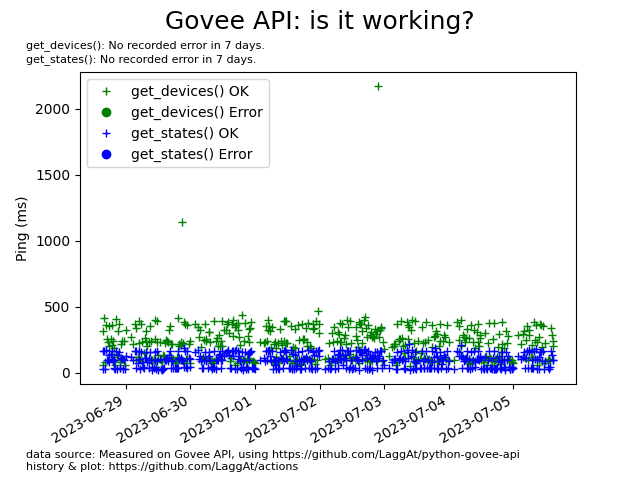 Govee API: is it working?
get_devices(): No recorded error in 7 days.
get_states(): No recorded error in 7 days.
get_devices() OK
get_devices() Error
get_states() OK
get_states() Error
Ping (ms)
2000
1500
1000
500
0
2023-06-29
2023-06-30
2023-07-01
2023-07-02
2023-07-03
2023-07-04
2023-07-05
data source: Measured on Govee API, using https://github.com/LaggAt/python-govee-api
history & plot: https://github.com/LaggAt/actions